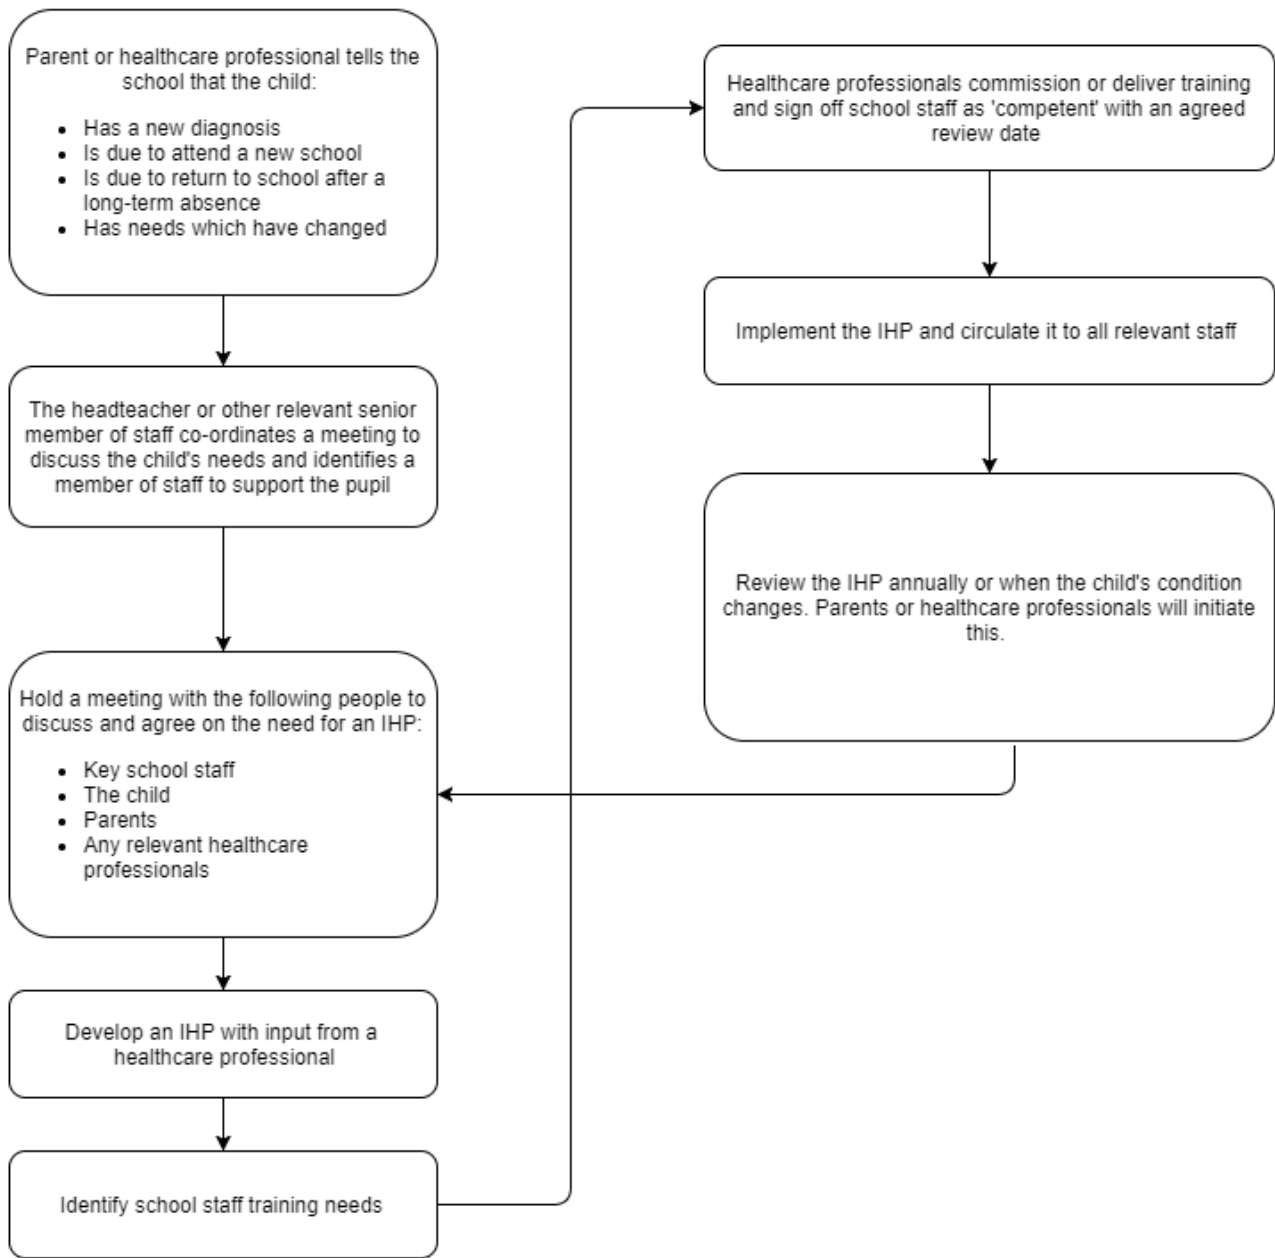 Parent or healthcare professional tells the
school that the child:
• Has a new diagnosis
• Is due to attend a new school
• Is due to return to school after a
long-term absence
• Has needs which have changed
The headteacher or other relevant senior
member of staff co-ordinates a meeting to
discuss the child's needs and identifies a
member of staff to support the pupil
Hold a meeting with the following people to
discuss and agree on the need for an IHP:
• Key school staff
• The child
• Parents
• Any relevant healthcare
professionals
Develop an IHP with input from a
healthcare professional
Identify school staff training needs
Healthcare professionals commission or deliver training
and sign off school staff as 'competent' with an agreed
review date
Implement the IHP and circulate it to all relevant staff
Review the IHP annually or when the child's condition
changes. Parents or healthcare professionals will initiate
this.